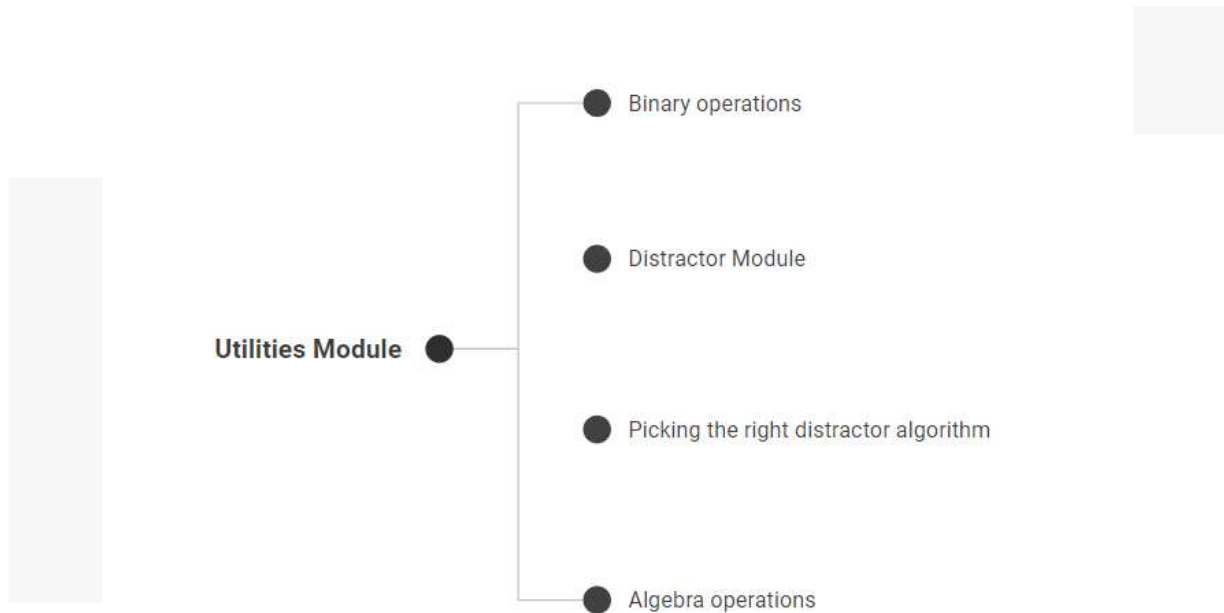 Binary operations
Distractor Module
Utilities Module
Picking the right distractor algorithm
Algebra operations